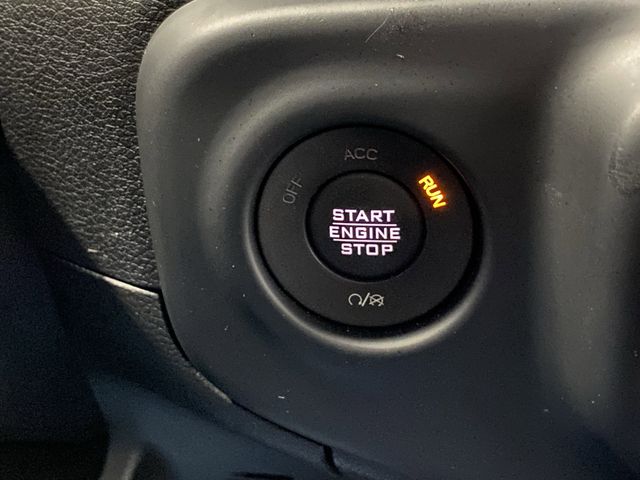 ACC
OFF
RUN
START
ENGINE
STOP